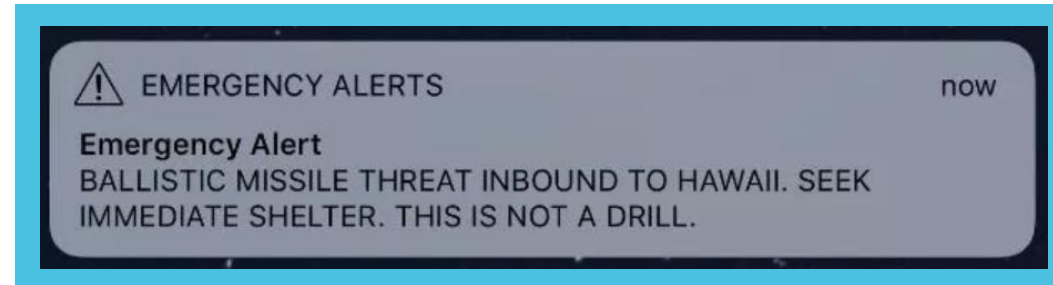 EMERGENCY ALERTS now
Emergency Alert
BALLISTIC MISSILE THREAT INBOUND TO HAWAII. SEEK
IMMEDIATE SHELTER. THIS IS NOT A DRILL.